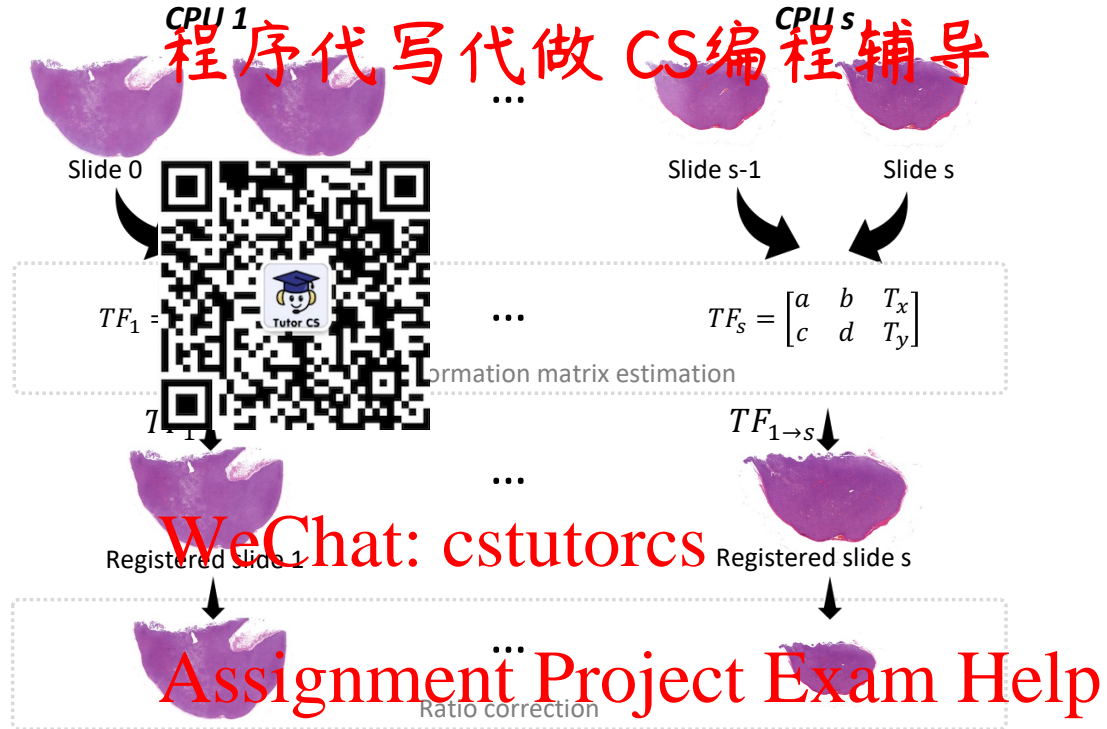 CPU 1
CPU s
程序代写代做 CS编程辅导
...
Slide 0
Slide s-1
Slide s
Tutor CS
TF₁ =
...
TFₛ = [a b Tₓ
c d Tᵧ]
ormation matrix estimation
TF₁→ₛ
...
WeChat: cstutorcs
Registered slide 1
Registered slide s
...
Assignment Project Exam Help
Ratio correction